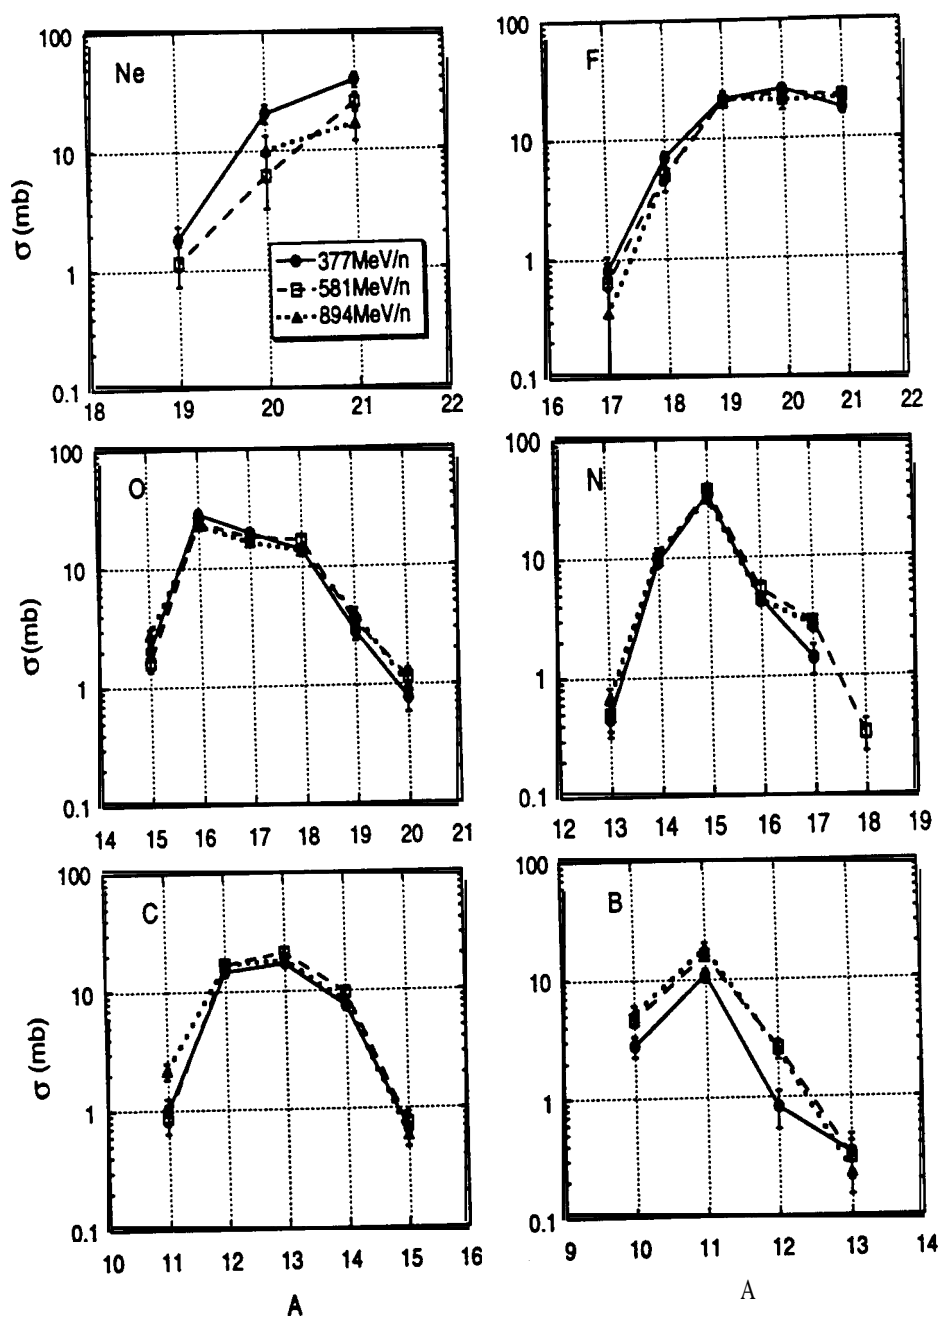 100
10
1
0.1
σ (mb)
Ne
377MeV/n
581MeV/n
894MeV/n
18 19 20 21 22
100
10
1
0.1
F
16 17 18 19 20 21 22
100
10
1
0.1
σ (mb)
O
14 15 16 17 18 19 20 21
100
10
1
0.1
N
12 13 14 15 16 17 18 19
100
10
1
0.1
σ (mb)
C
10 11 12 13 14 15 16
A
100
10
1
0.1
B
9 10 11 12 13 14
A